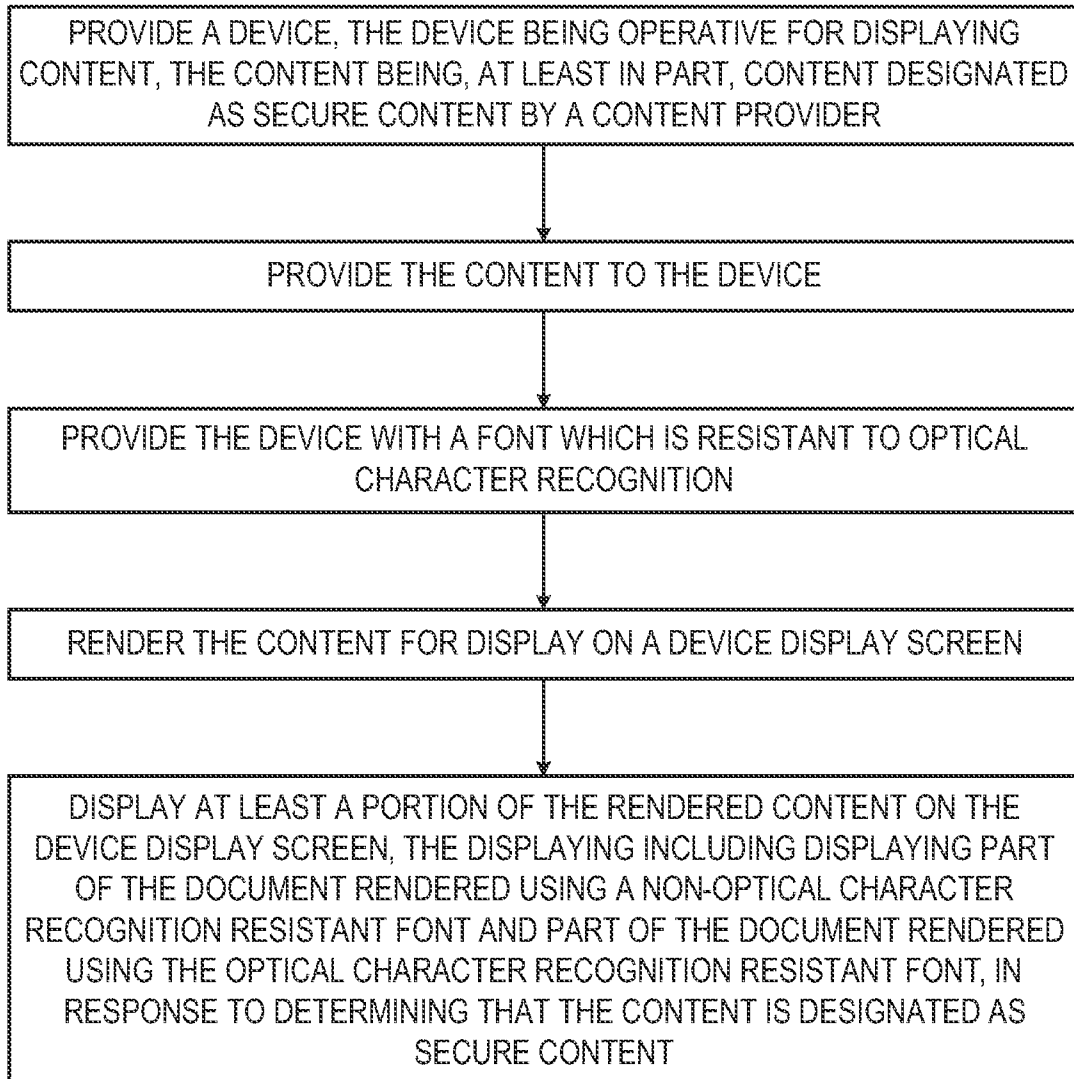 PROVIDE A DEVICE, THE DEVICE BEING OPERATIVE FOR DISPLAYING
CONTENT, THE CONTENT BEING, AT LEAST IN PART, CONTENT DESIGNATED
AS SECURE CONTENT BY A CONTENT PROVIDER
PROVIDE THE CONTENT TO THE DEVICE
PROVIDE THE DEVICE WITH A FONT WHICH IS RESISTANT TO OPTICAL
CHARACTER RECOGNITION
RENDER THE CONTENT FOR DISPLAY ON A DEVICE DISPLAY SCREEN
DISPLAY AT LEAST A PORTION OF THE RENDERED CONTENT ON THE
DEVICE DISPLAY SCREEN, THE DISPLAYING INCLUDING DISPLAYING PART
OF THE DOCUMENT RENDERED USING A NON-OPTICAL CHARACTER
RECOGNITION RESISTANT FONT AND PART OF THE DOCUMENT RENDERED
USING THE OPTICAL CHARACTER RECOGNITION RESISTANT FONT, IN
RESPONSE TO DETERMINING THAT THE CONTENT IS DESIGNATED AS
SECURE CONTENT